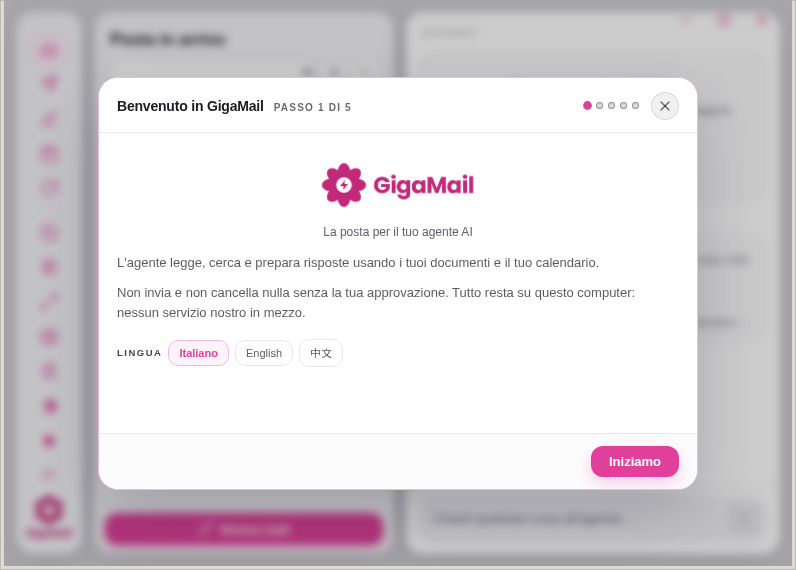 Posta in arrivo
Benvenuto in GigaMail PASSO 1 DI 5
GigaMail
La posta per il tuo agente AI
L'agente legge, cerca e prepara risposte usando i tuoi documenti e il tuo calendario.
Non invia e non cancella nulla senza la tua approvazione. Tutto resta su questo computer:
nessun servizio nostro in mezzo.
LINGUA Italiano English 中文
Iniziamo
GigaMail